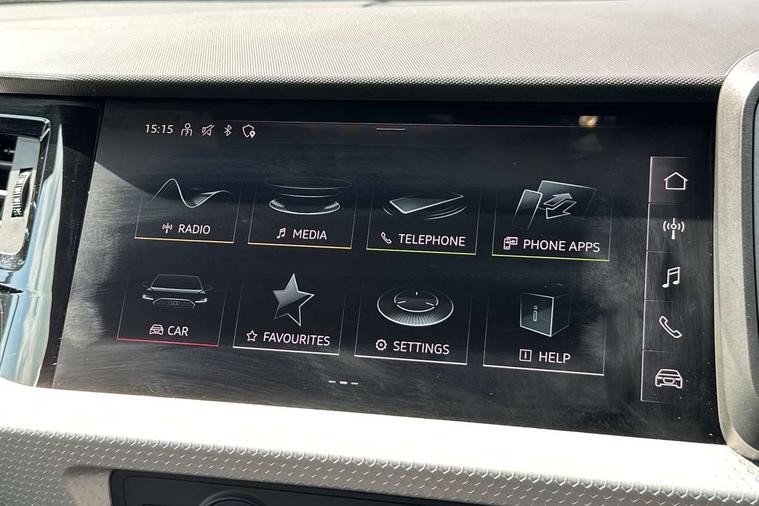 15:15
RADIO
MEDIA
TELEPHONE
PHONE APPS
CAR
FAVOURITES
SETTINGS
HELP